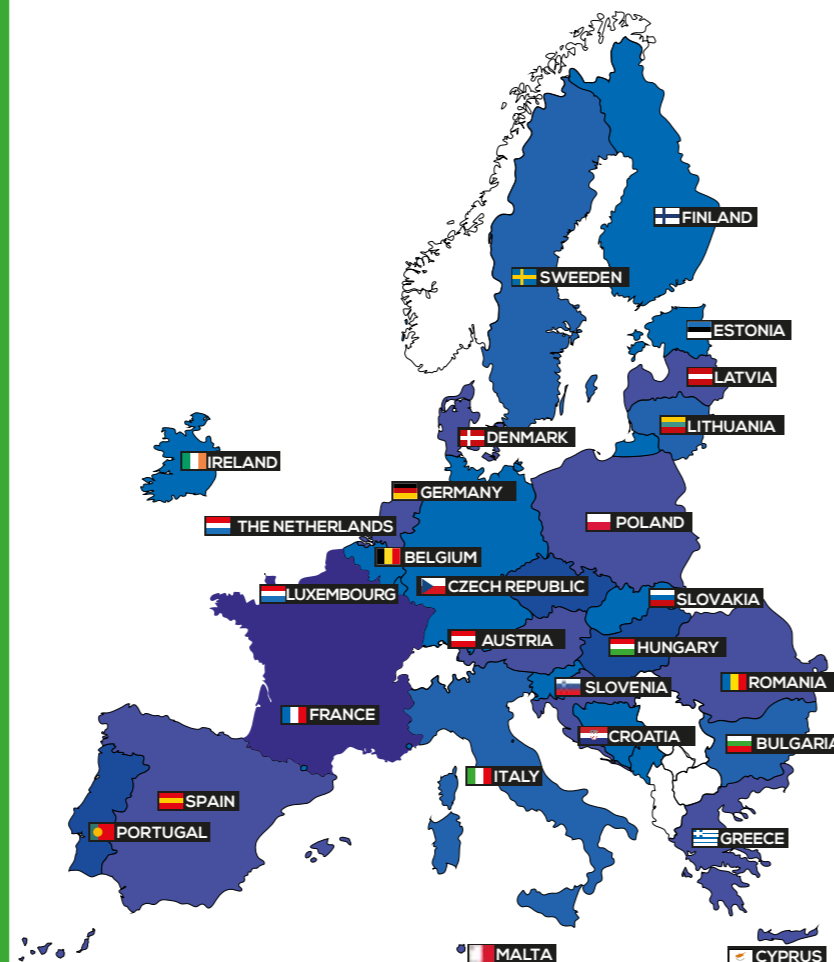 FINLAND
SWEEDEN
ESTONIA
LATVIA
LITHUANIA
DENMARK
IRELAND
GERMANY
THE NETHERLANDS
POLAND
BELGIUM
CZECH REPUBLIC
LUXEMBOURG
SLOVAKIA
AUSTRIA
HUNGARY
SLOVENIA
ROMANIA
FRANCE
CROATIA
BULGARIA
ITALY
SPAIN
PORTUGAL
GREECE
MALTA
CYPRUS